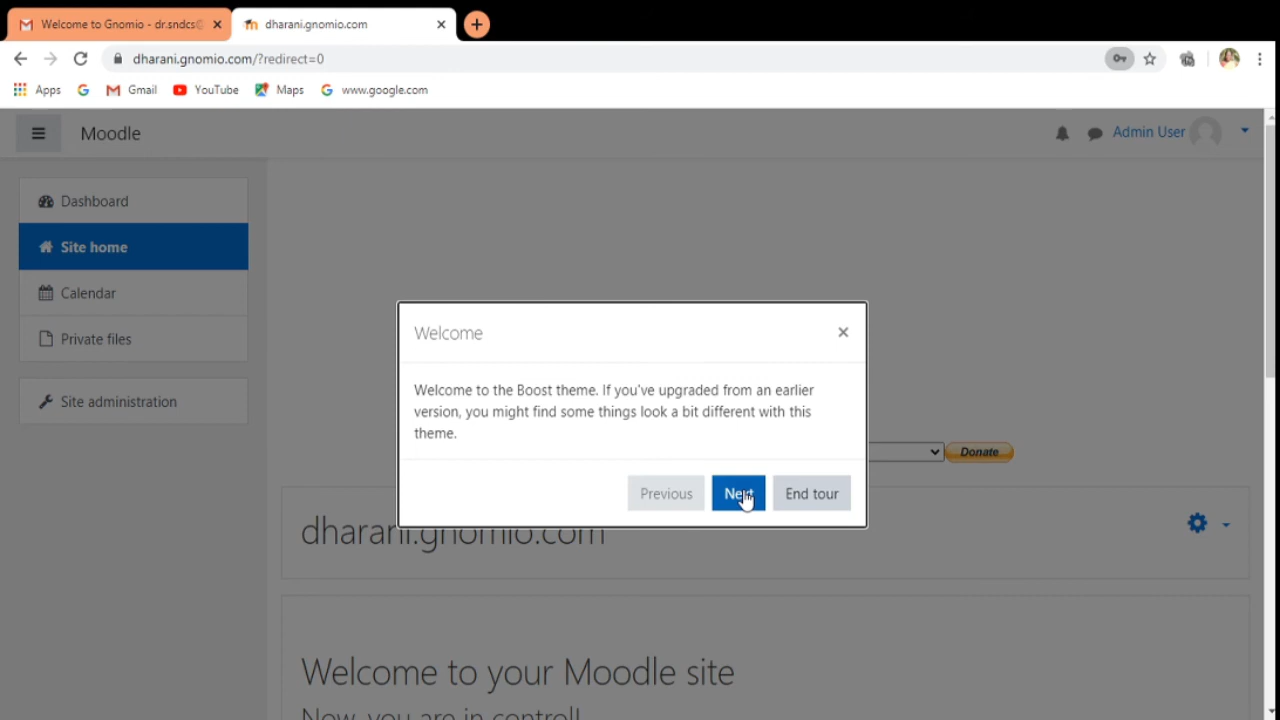 Welcome to Gnomio - dr.sndcs@
dharani.gnomio.com
dharani.gnomio.com/?redirect=0
Apps
Gmail
YouTube
Maps
www.google.com
Moodle
Admin User
Dashboard
Site home
Calendar
Private files
Site administration
Welcome
Welcome to the Boost theme. If you've upgraded from an earlier
version, you might find some things look a bit different with this
theme.
Previous
Next
End tour
Donate
dharani.gnomio.com
Welcome to your Moodle site
Now, you are in control!